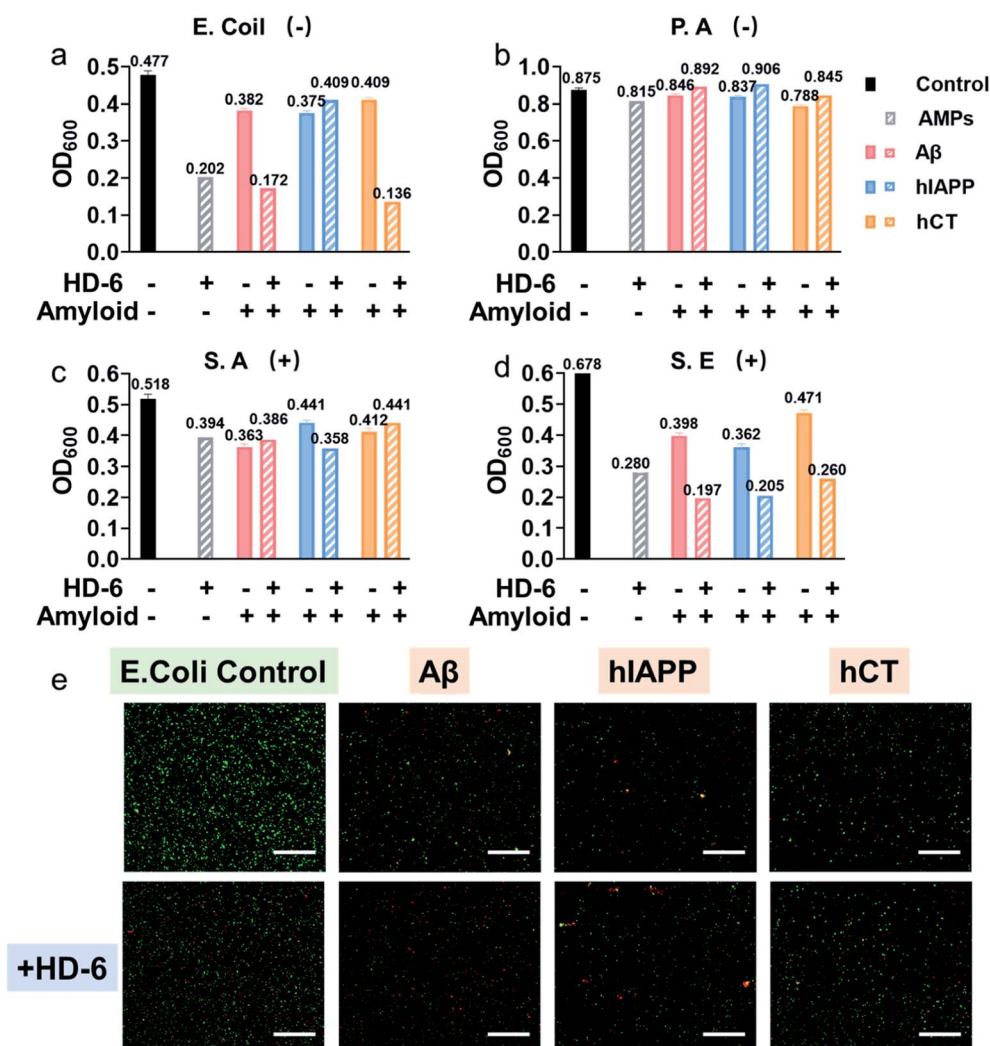 E. Coil (-)
a
OD600
0.5
0.4
0.3
0.2
0.1
0.0
0.477
0.202
0.382
0.172
0.375
0.409
0.409
0.136
HD-6 - + - + - + - +
Amyloid - - + + + + + +
P. A (-)
b
OD600
1.0
0.8
0.6
0.4
0.2
0.0
0.875
0.815
0.846
0.892
0.837
0.906
0.788
0.845
HD-6 - + - + - + - +
Amyloid - - + + + + + +
Control
AMPs
Aβ
hIAPP
hCT
S. A (+)
c
OD600
0.6
0.5
0.4
0.3
0.2
0.1
0.0
0.518
0.394
0.363
0.386
0.441
0.358
0.412
0.441
HD-6 - + - + - + - +
Amyloid - - + + + + + +
S. E (+)
d
OD600
0.6
0.5
0.4
0.3
0.2
0.1
0.0
0.678
0.280
0.398
0.197
0.362
0.205
0.471
0.260
HD-6 - + - + - + - +
Amyloid - - + + + + + +
e
E.Coli Control
Aβ
hIAPP
hCT
+HD-6